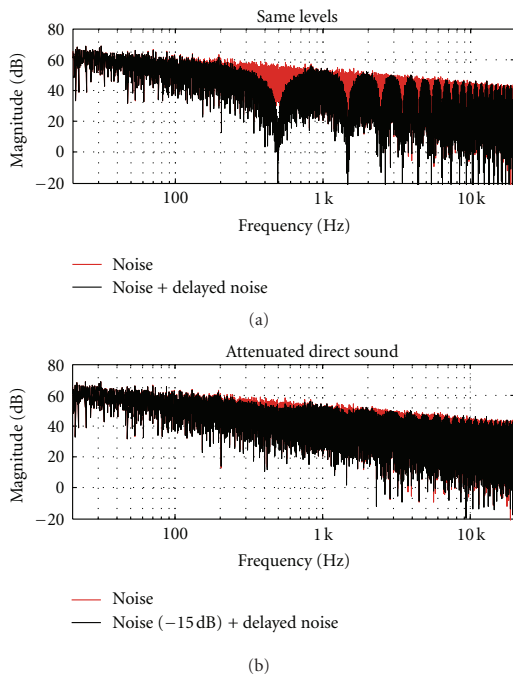 Same levels
Magnitude (dB)
80
60
40
20
0
−20
100
1 k
10 k
Frequency (Hz)
Noise
Noise + delayed noise
(a)
Attenuated direct sound
Magnitude (dB)
80
60
40
20
0
−20
100
1 k
10 k
Frequency (Hz)
Noise
Noise (−15 dB) + delayed noise
(b)